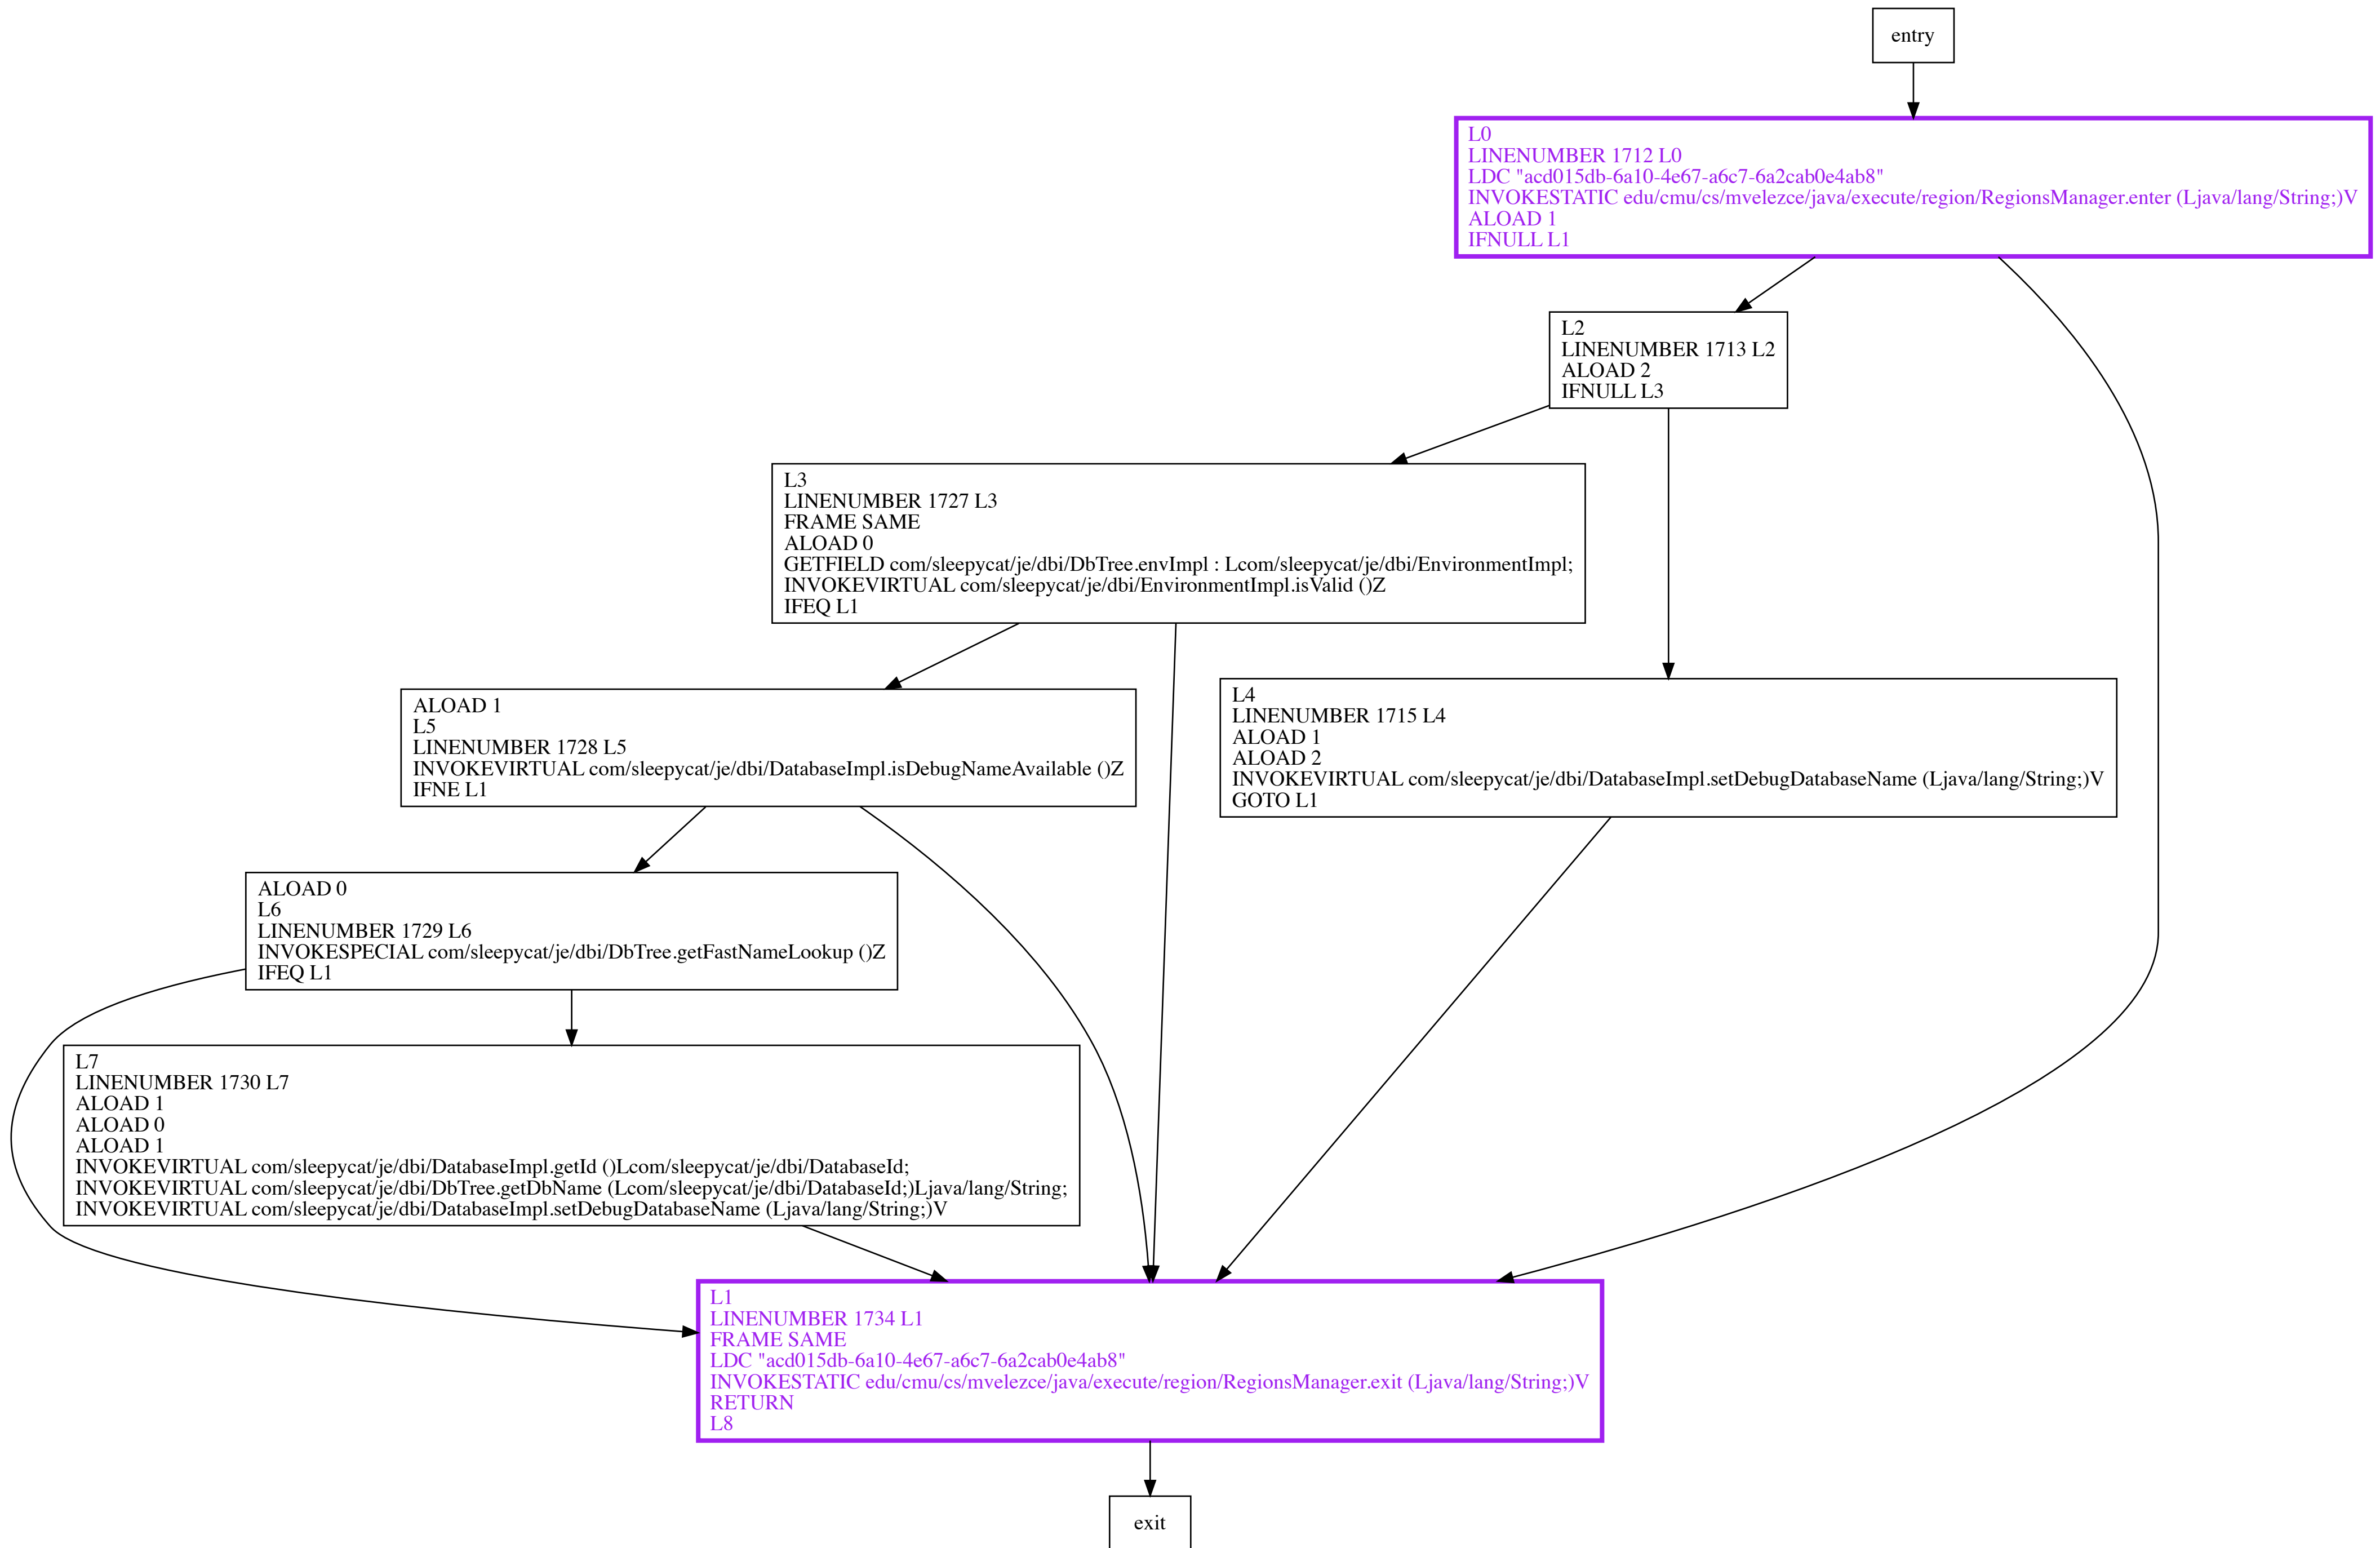 entry
L0
LINENUMBER 1712 L0
LDC "acd015db-6a10-4e67-a6c7-6a2cab0e4ab8"
INVOKESTATIC edu/cmu/cs/mvelezce/java/execute/region/RegionsManager.enter (Ljava/lang/String;)V
ALOAD 1
IFNULL L1
L2
LINENUMBER 1713 L2
ALOAD 2
IFNULL L3
L3
LINENUMBER 1727 L3
FRAME SAME
ALOAD 0
GETFIELD com/sleepycat/je/dbi/DbTree.envImpl : Lcom/sleepycat/je/dbi/EnvironmentImpl;
INVOKEVIRTUAL com/sleepycat/je/dbi/EnvironmentImpl.isValid ()Z
IFEQ L1
L4
LINENUMBER 1715 L4
ALOAD 1
ALOAD 2
INVOKEVIRTUAL com/sleepycat/je/dbi/DatabaseImpl.setDebugDatabaseName (Ljava/lang/String;)V
GOTO L1
ALOAD 1
L5
LINENUMBER 1728 L5
INVOKEVIRTUAL com/sleepycat/je/dbi/DatabaseImpl.isDebugNameAvailable ()Z
IFNE L1
ALOAD 0
L6
LINENUMBER 1729 L6
INVOKESPECIAL com/sleepycat/je/dbi/DbTree.getFastNameLookup ()Z
IFEQ L1
L7
LINENUMBER 1730 L7
ALOAD 1
ALOAD 0
ALOAD 1
INVOKEVIRTUAL com/sleepycat/je/dbi/DatabaseImpl.getId ()Lcom/sleepycat/je/dbi/DatabaseId;
INVOKEVIRTUAL com/sleepycat/je/dbi/DbTree.getDbName (Lcom/sleepycat/je/dbi/DatabaseId;)Ljava/lang/String;
INVOKEVIRTUAL com/sleepycat/je/dbi/DatabaseImpl.setDebugDatabaseName (Ljava/lang/String;)V
L1
LINENUMBER 1734 L1
FRAME SAME
LDC "acd015db-6a10-4e67-a6c7-6a2cab0e4ab8"
INVOKESTATIC edu/cmu/cs/mvelezce/java/execute/region/RegionsManager.exit (Ljava/lang/String;)V
RETURN
L8
exit